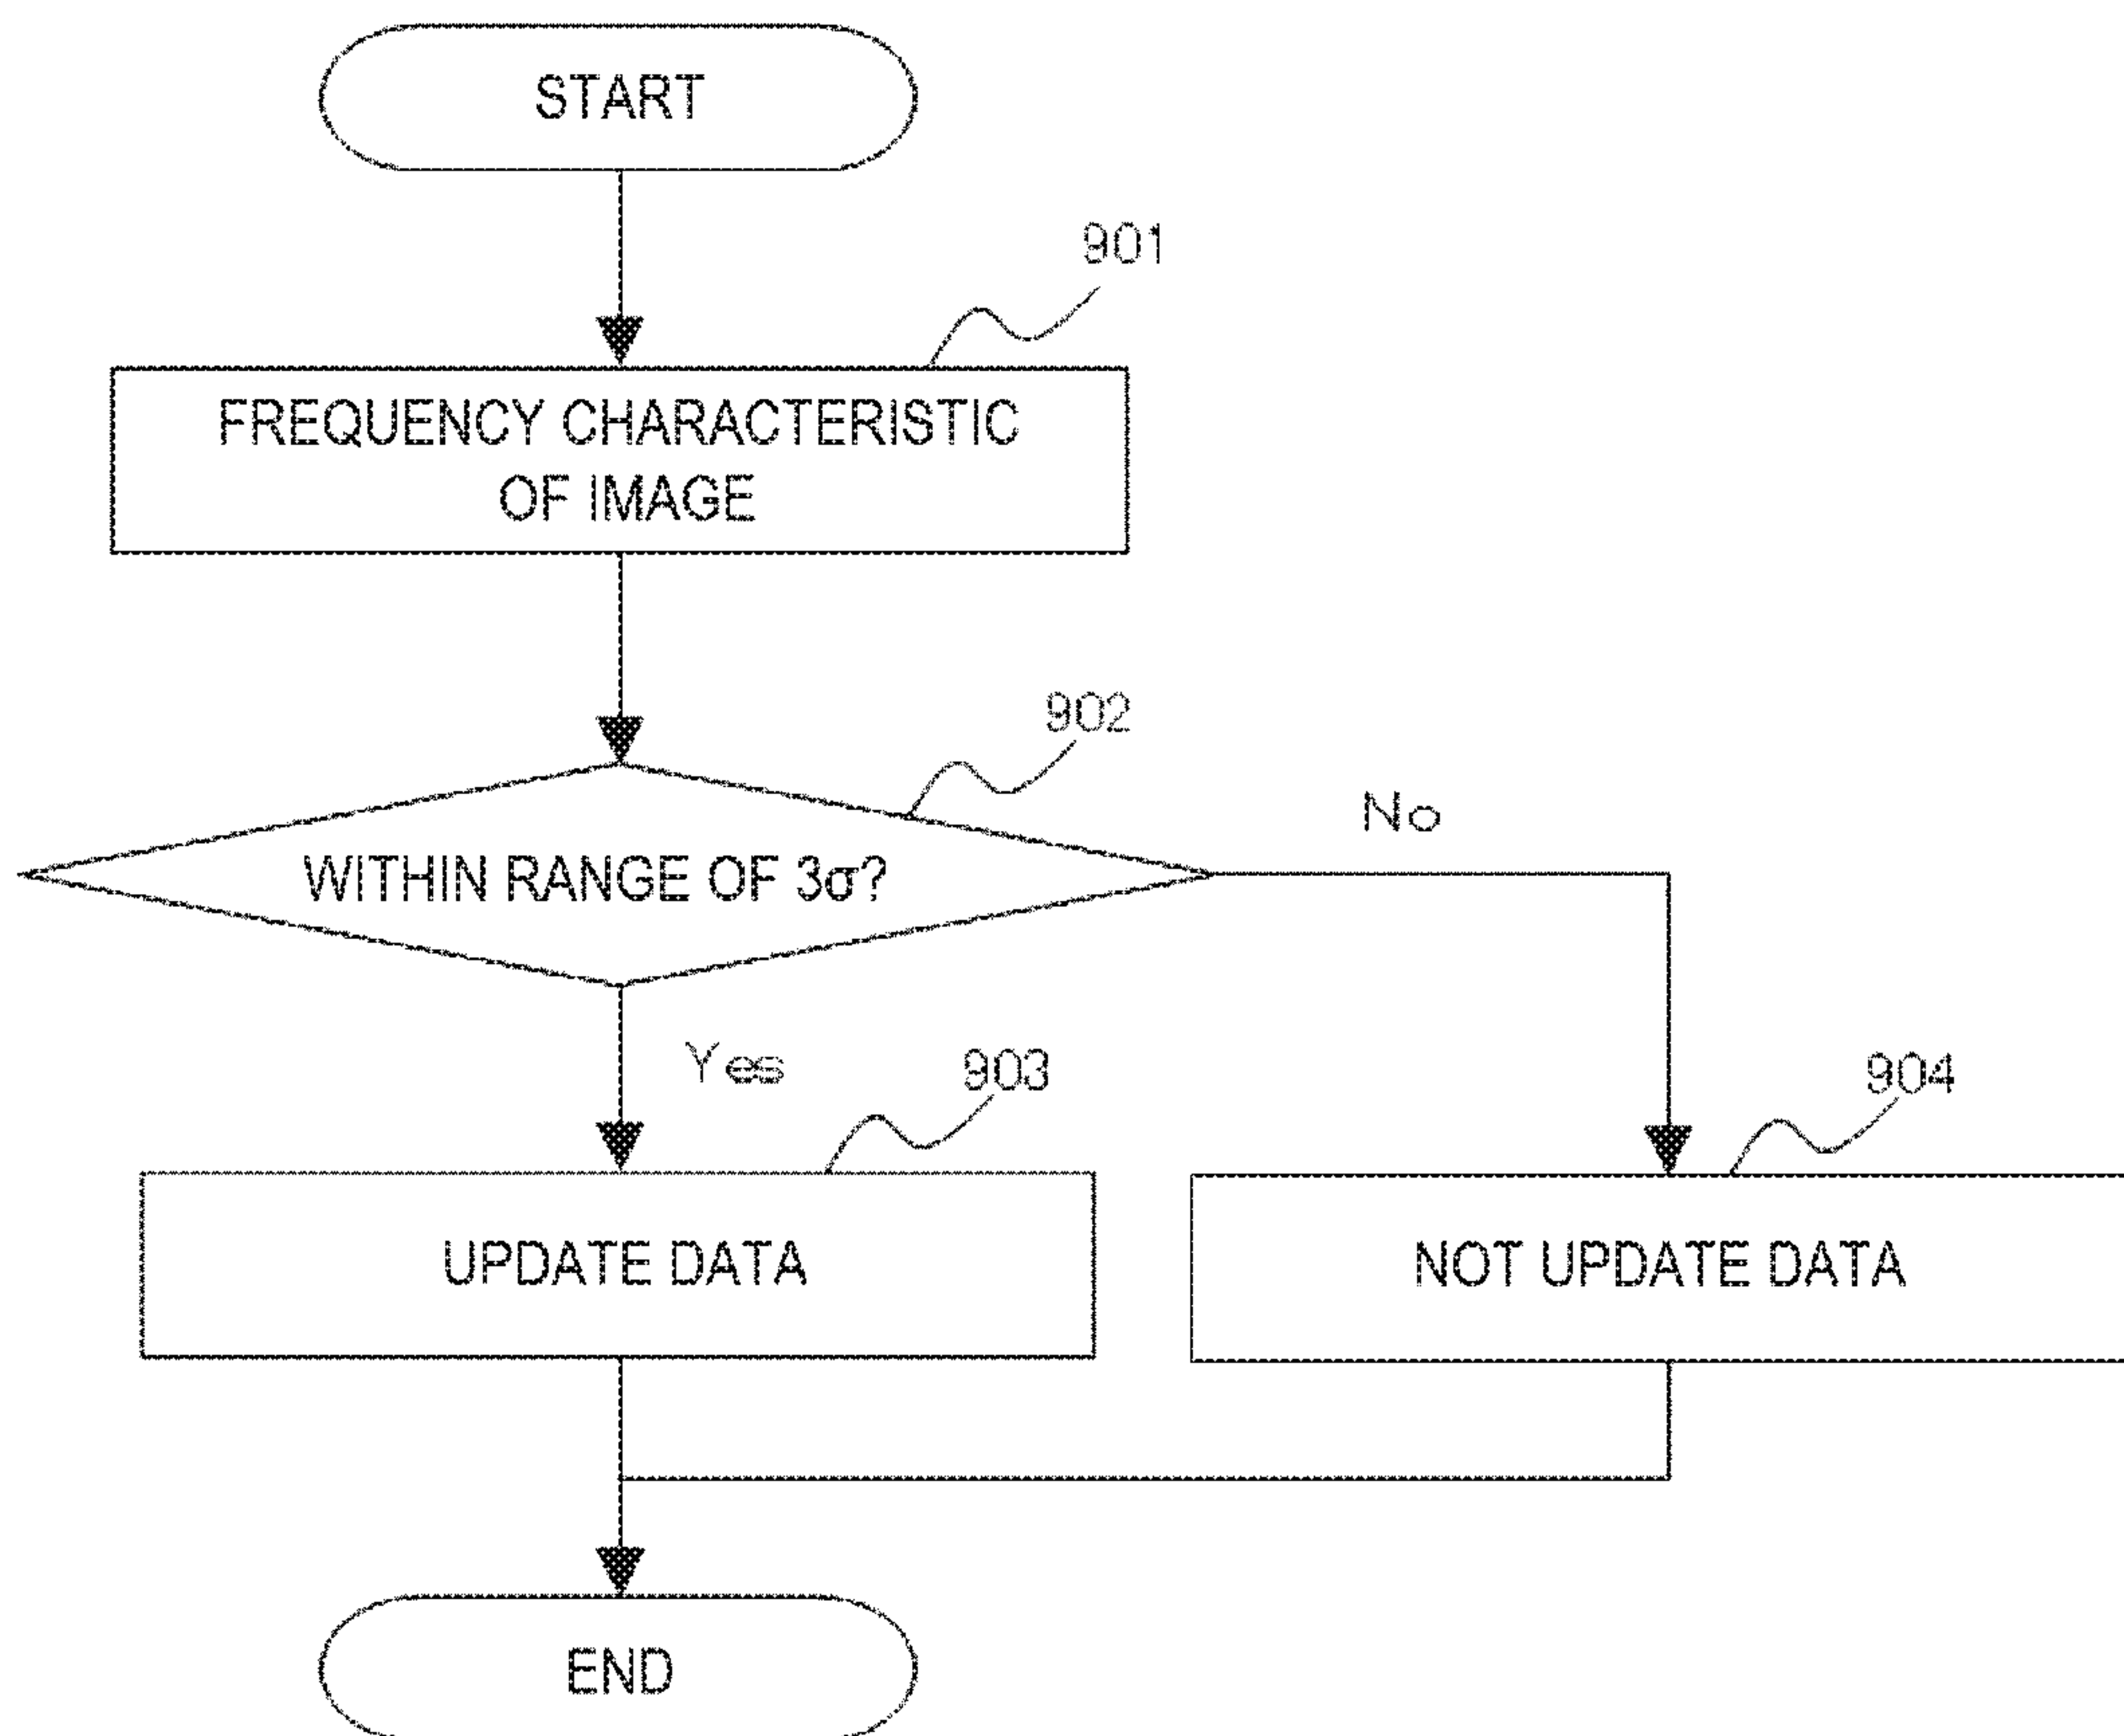 START
901
FREQUENCY CHARACTERISTIC
OF IMAGE
902
No
WITHIN RANGE OF 3σ?
Yes
903
904
UPDATE DATA
NOT UPDATE DATA
END